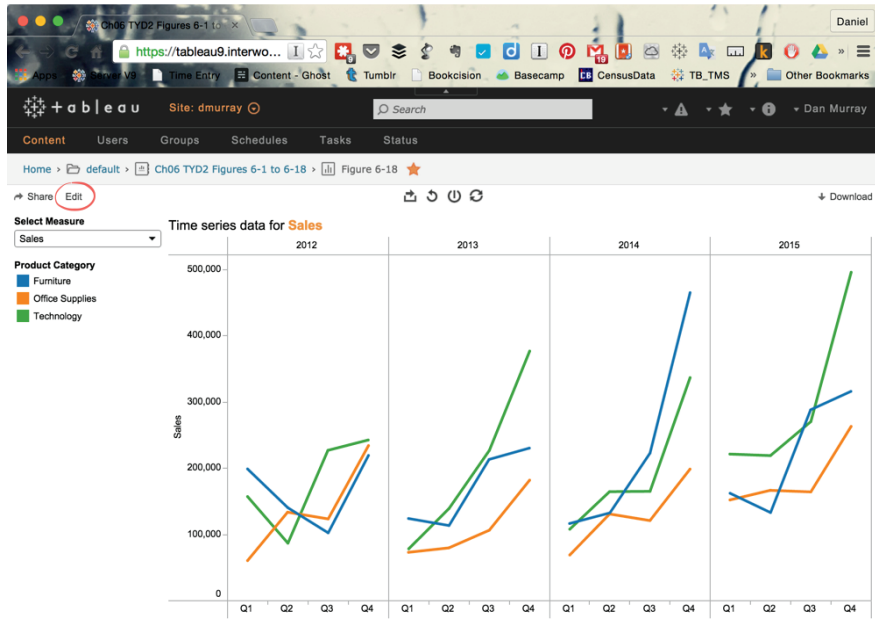 Ch06 TYD2 Figures 6-1 to
Daniel
https://tableau9.interwo...
9
19
Apps Server V9 Time Entry Content - Ghost Tumblr Bookcision Basecamp CB CensusData TB_TMS » Other Bookmarks
+ableau Site: dmurray Search Dan Murray
Content Users Groups Schedules Tasks Status
Home › default › Ch06 TYD2 Figures 6-1 to 6-18 › Figure 6-18
Share Edit Download
Select Measure
Sales
Product Category
Furniture
Office Supplies
Technology
Time series data for Sales
2012 2013 2014 2015
500,000
400,000
300,000
200,000
100,000
0
Sales
Q1 Q2 Q3 Q4 Q1 Q2 Q3 Q4 Q1 Q2 Q3 Q4 Q1 Q2 Q3 Q4